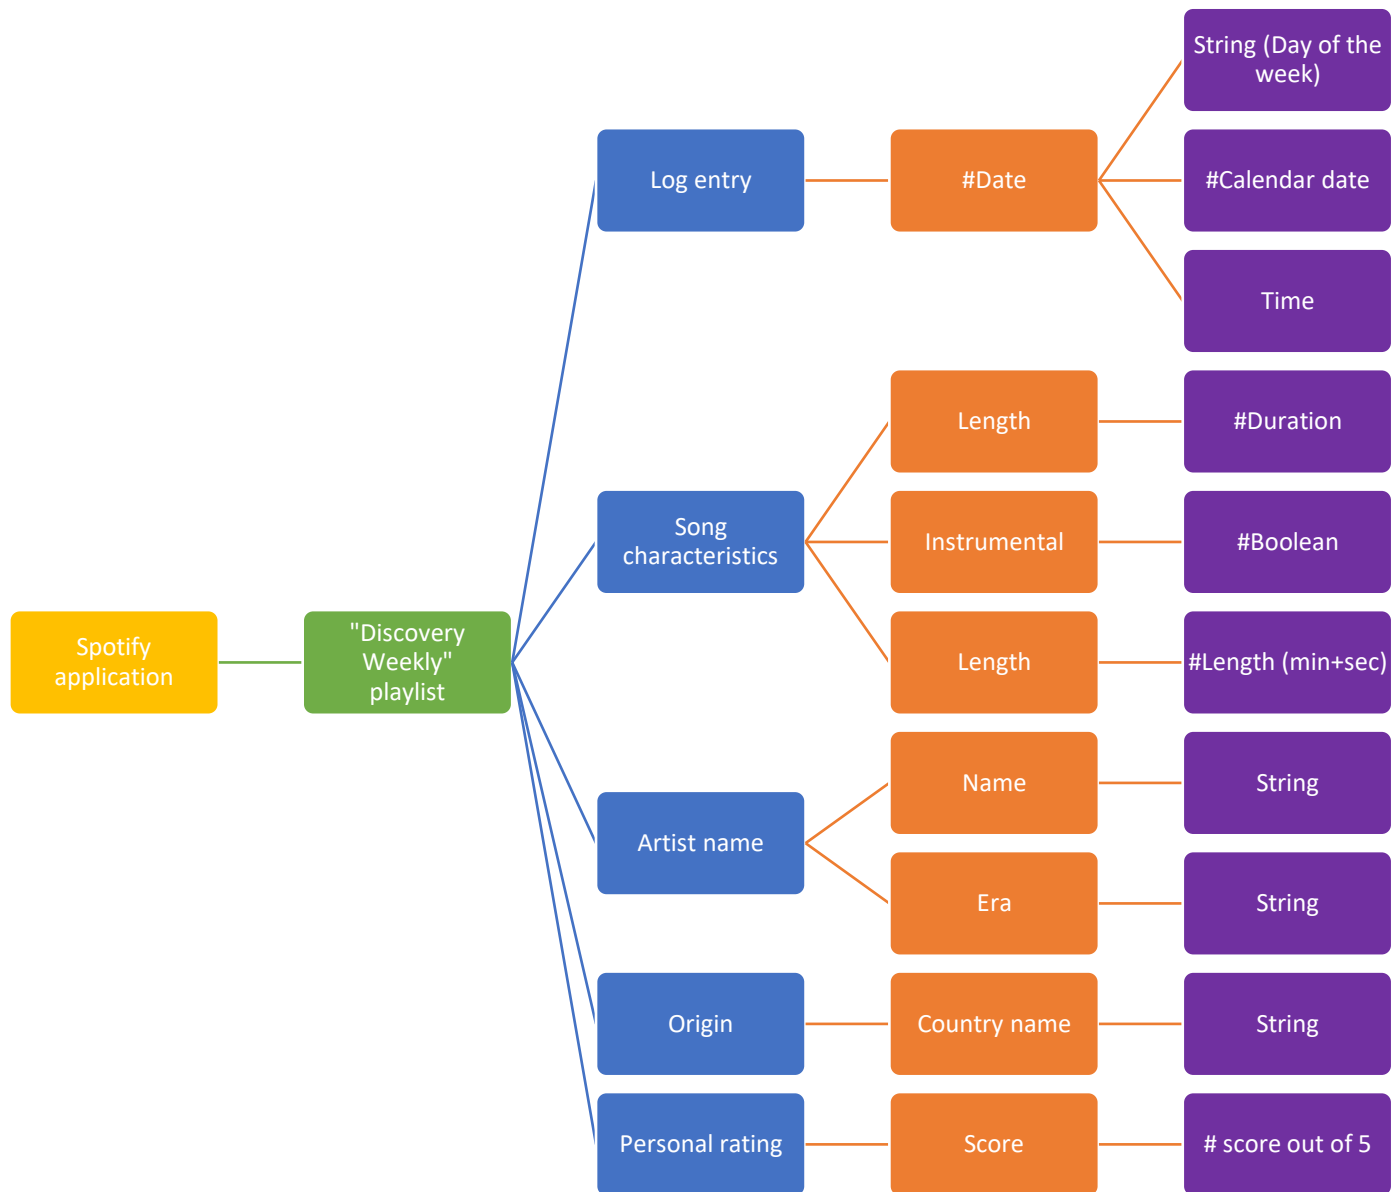 Spotify
application
"Discovery
Weekly"
playlist
Log entry
#Date
String (Day of the
week)
#Calendar date
Time
Song
characteristics
Length
#Duration
Instrumental
#Boolean
Length
#Length (min+sec)
Artist name
Name
String
Era
String
Origin
Country name
String
Personal rating
Score
# score out of 5